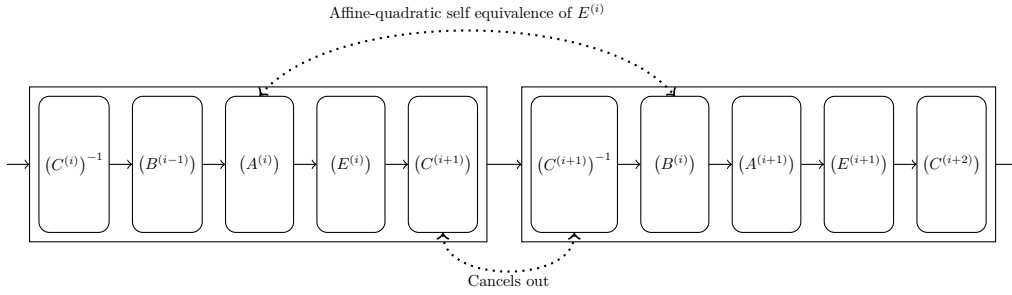 Affine-quadratic self equivalence of $E^{(i)}$
$(C^{(i)})^{-1}$ $(B^{(i-1)})$ $(A^{(i)})$ $(E^{(i)})$ $(C^{(i+1)})$ $(C^{(i+1)})^{-1}$ $(B^{(i)})$ $(A^{(i+1)})$ $(E^{(i+1)})$ $(C^{(i+2)})$
Cancels out